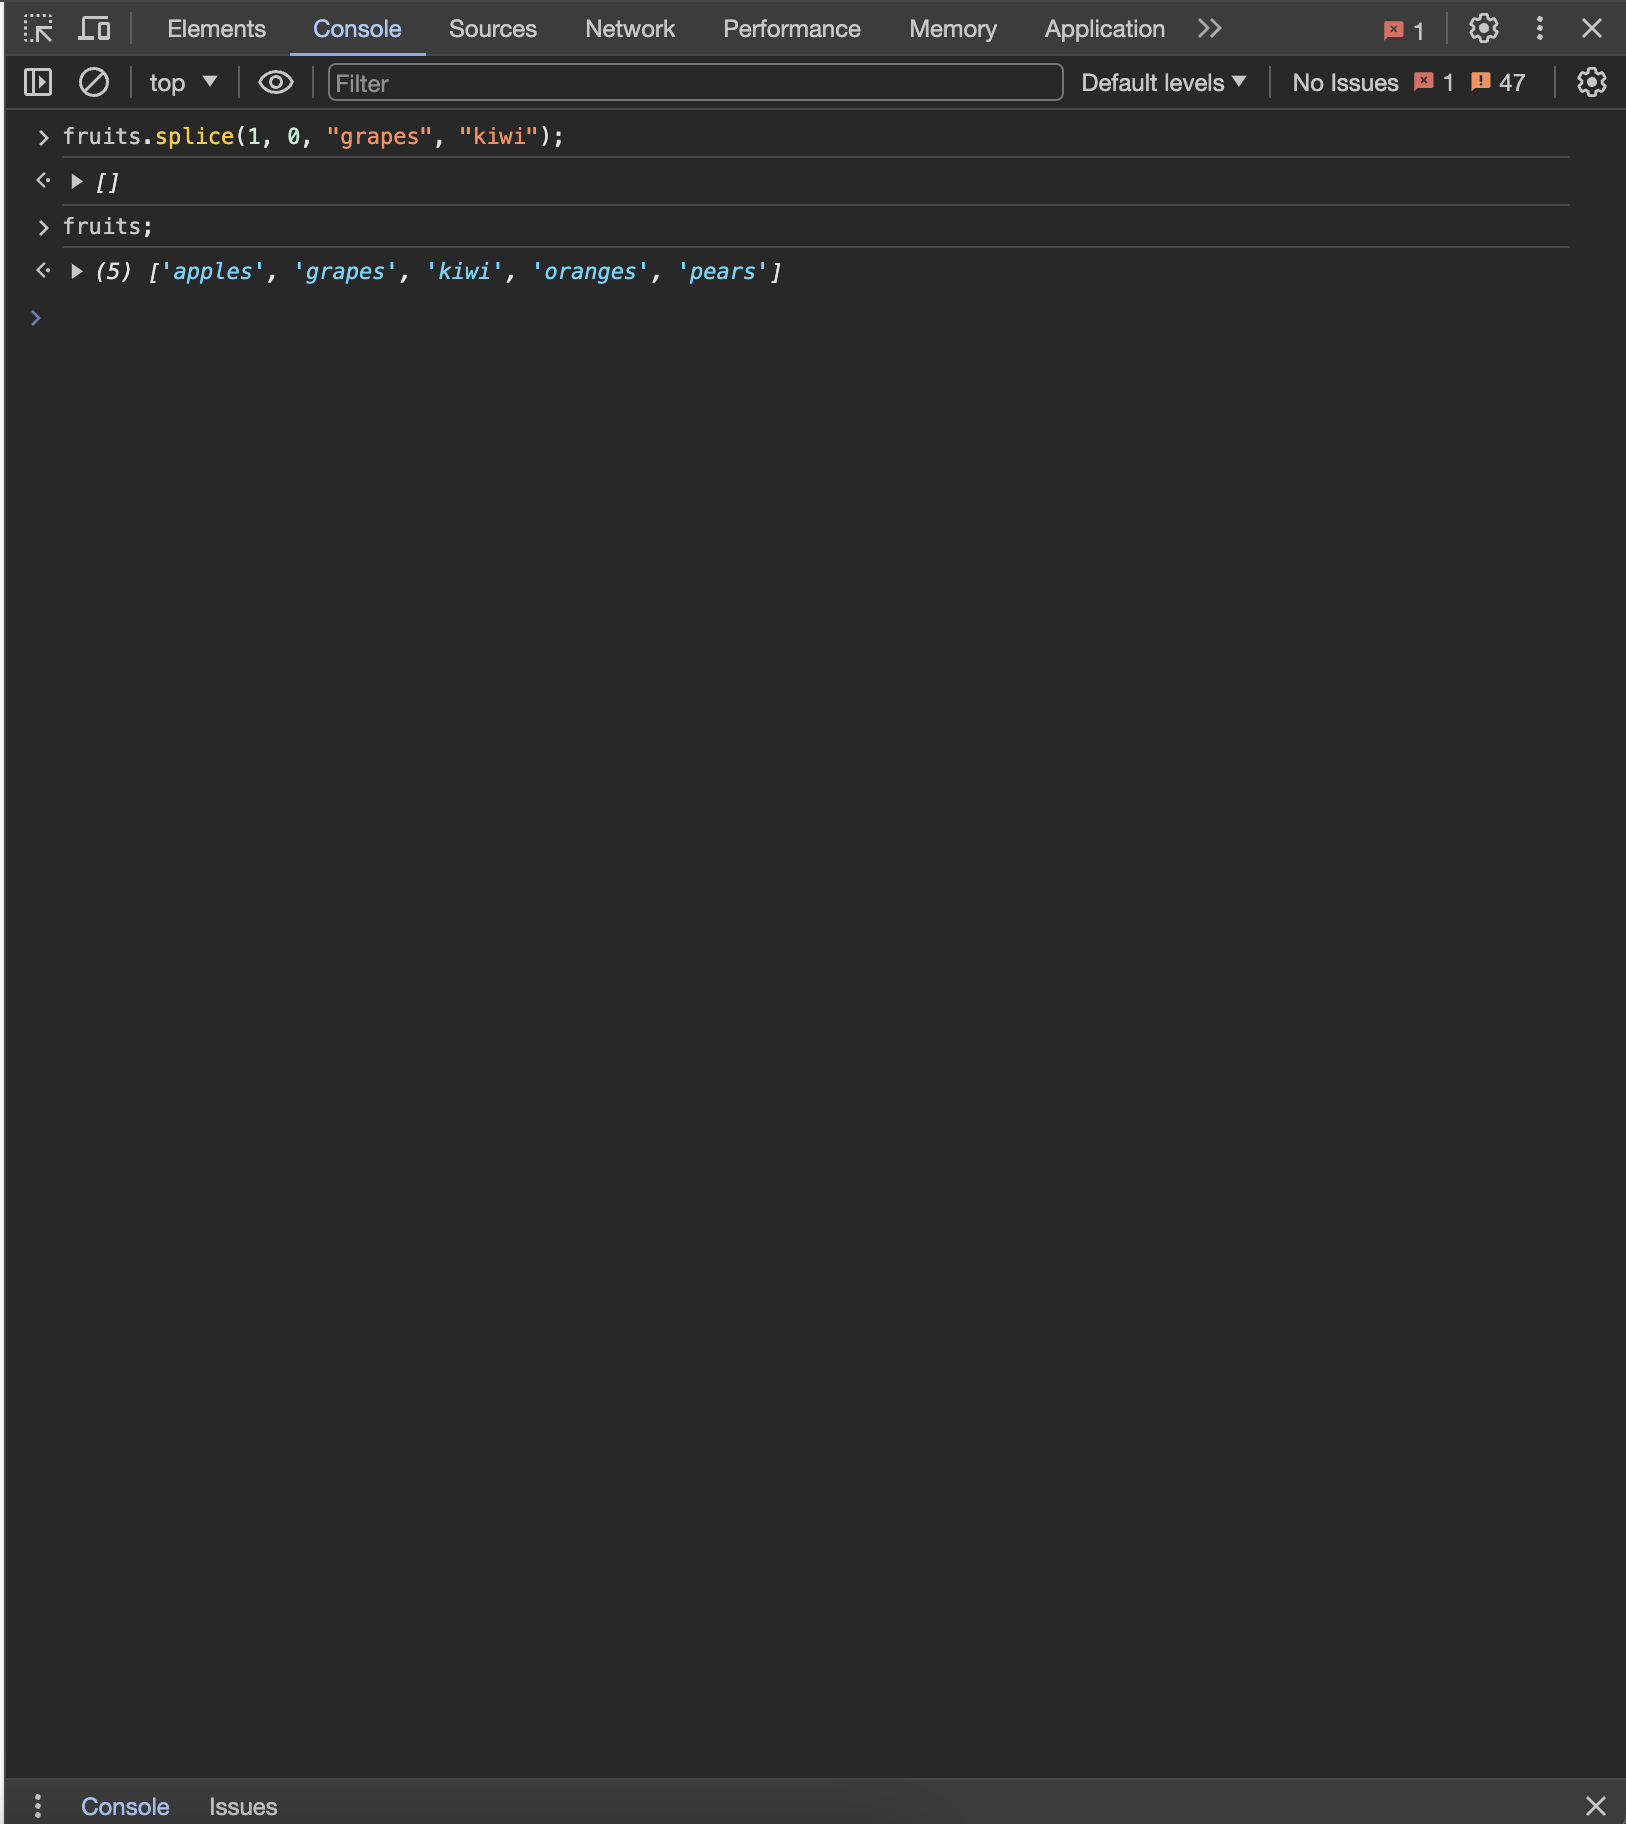 Elements Console Sources Network Performance Memory Application 1
top Filter Default levels No Issues 1 47
fruits.splice(1, 0, "grapes", "kiwi");
[]
fruits;
(5) ['apples', 'grapes', 'kiwi', 'oranges', 'pears']
Console Issues